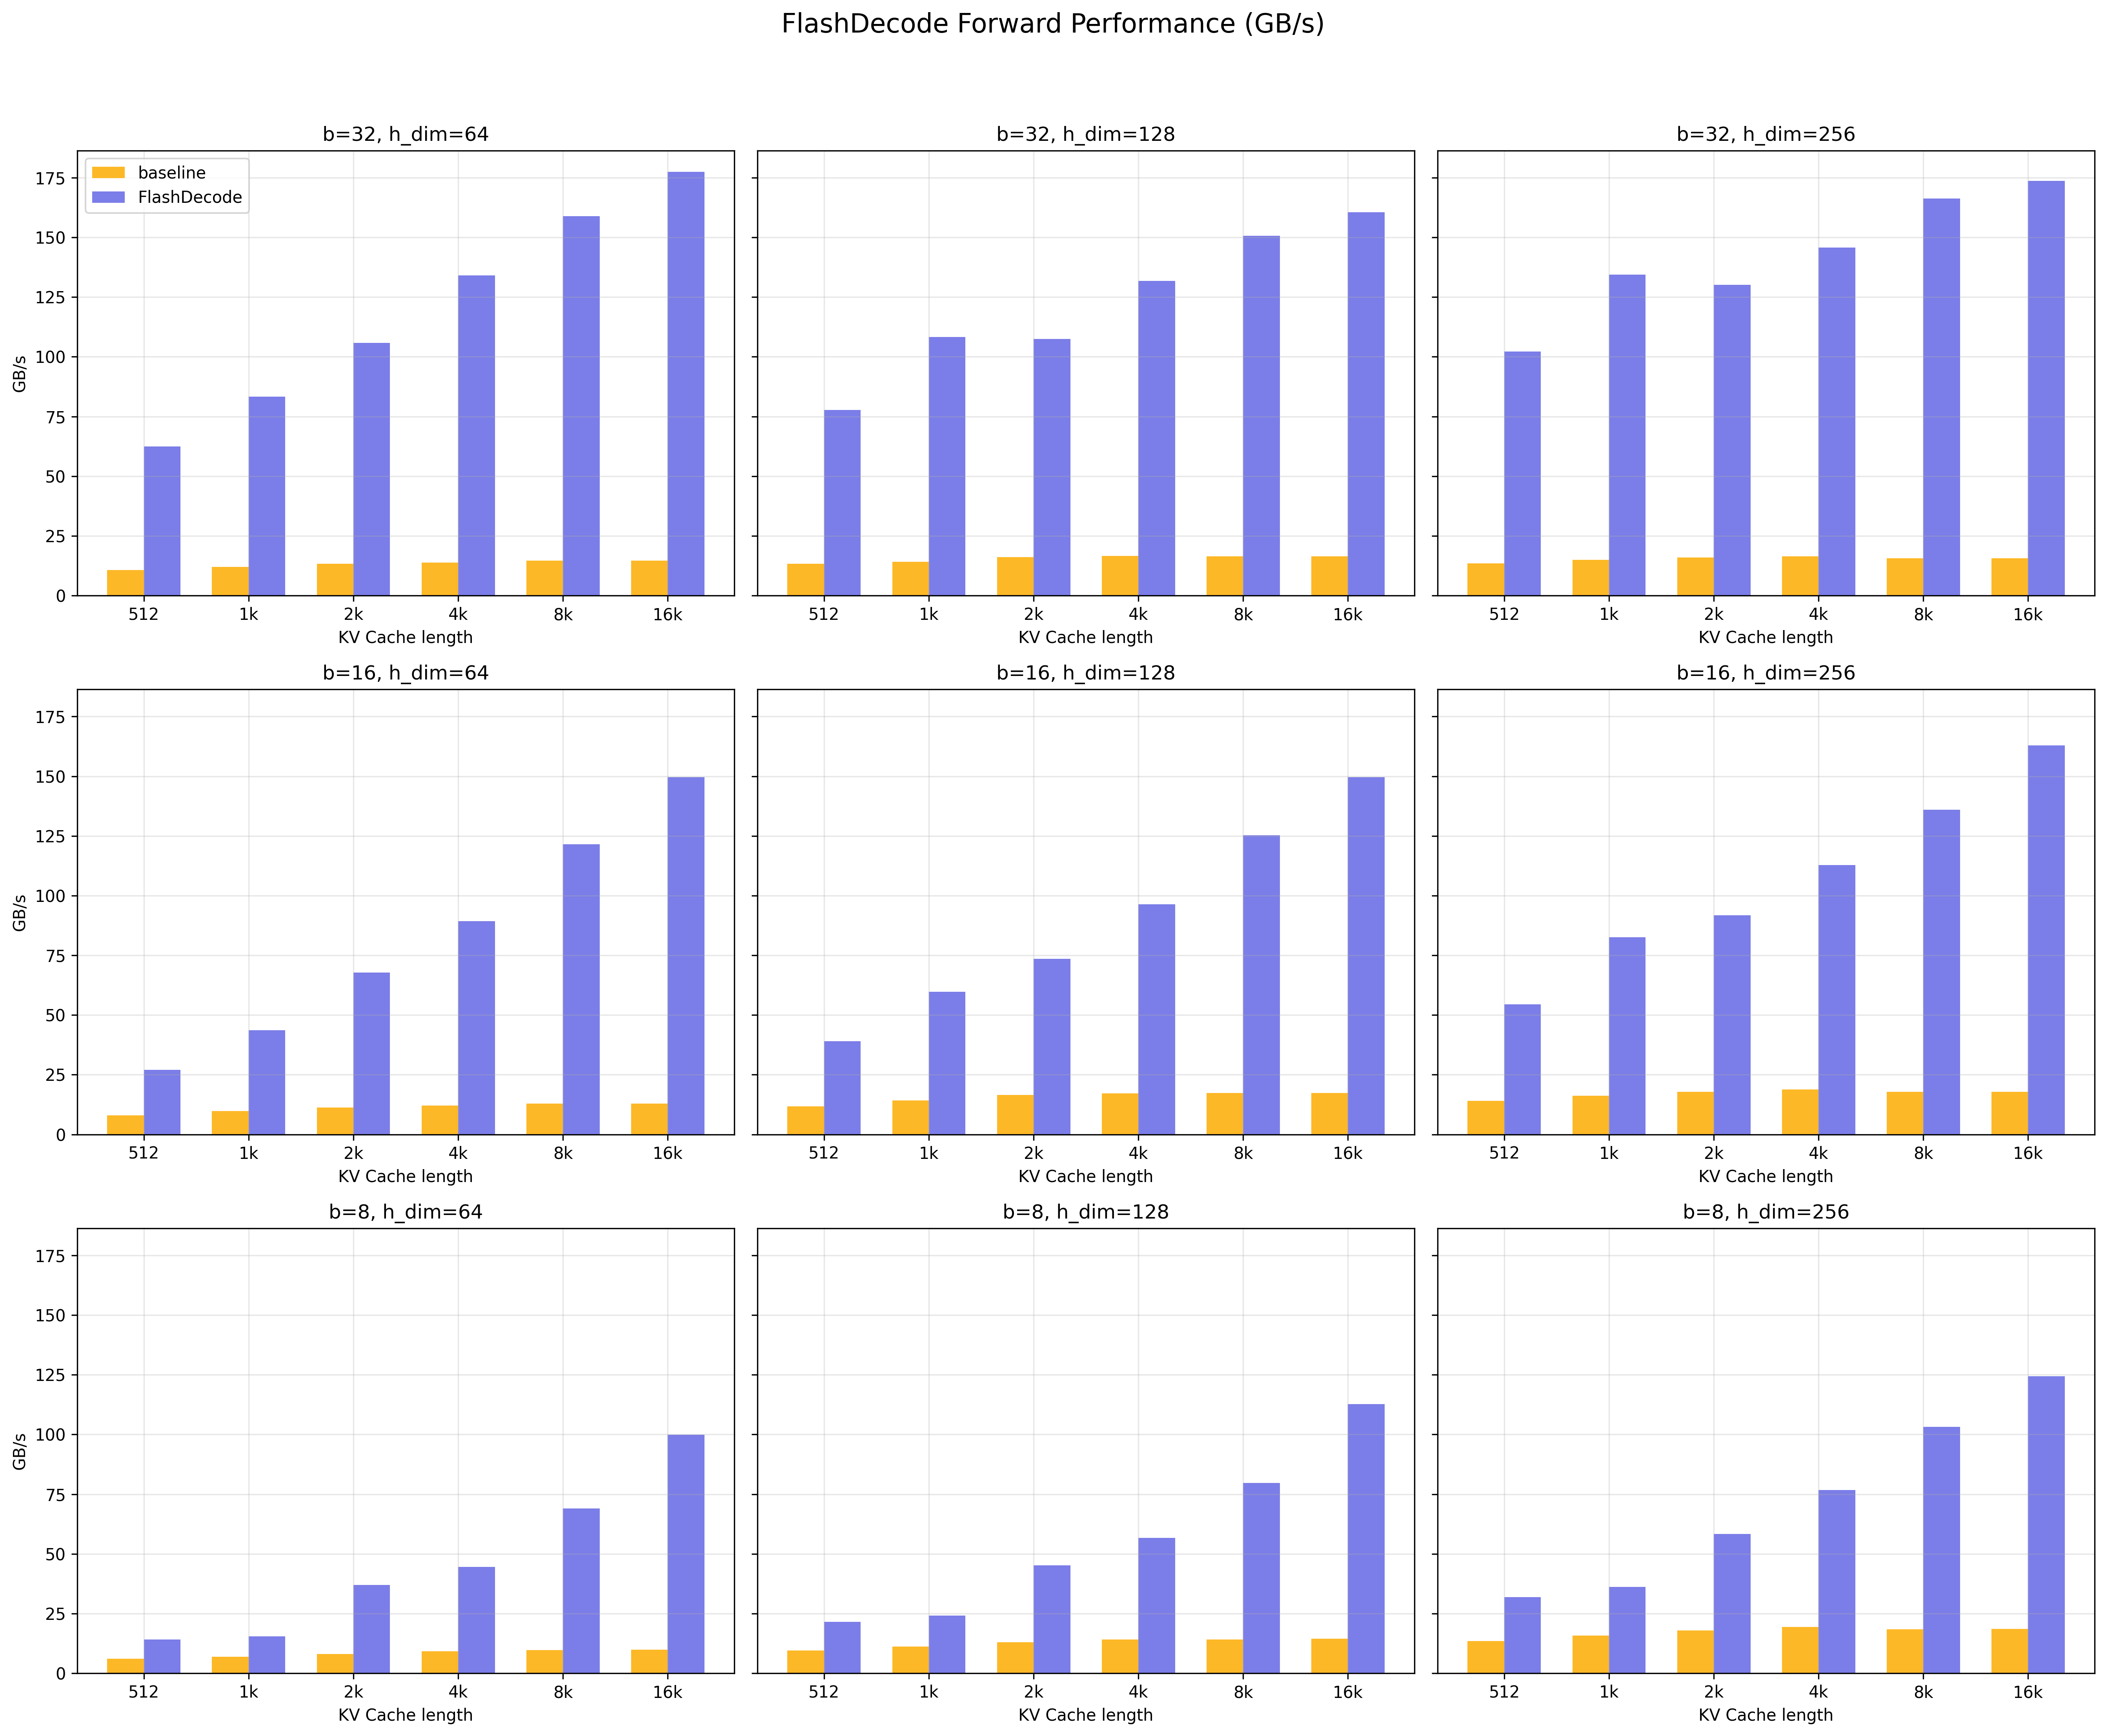 FlashDecode Forward Performance (GB/s)
b=32, h_dim=64
baseline
FlashDecode
175
150
125
100
75
50
25
0
GB/s
512 1k 2k 4k 8k 16k
KV Cache length
b=32, h_dim=128
512 1k 2k 4k 8k 16k
KV Cache length
b=32, h_dim=256
512 1k 2k 4k 8k 16k
KV Cache length
b=16, h_dim=64
175
150
125
100
75
50
25
0
GB/s
512 1k 2k 4k 8k 16k
KV Cache length
b=16, h_dim=128
512 1k 2k 4k 8k 16k
KV Cache length
b=16, h_dim=256
512 1k 2k 4k 8k 16k
KV Cache length
b=8, h_dim=64
175
150
125
100
75
50
25
0
GB/s
512 1k 2k 4k 8k 16k
KV Cache length
b=8, h_dim=128
512 1k 2k 4k 8k 16k
KV Cache length
b=8, h_dim=256
512 1k 2k 4k 8k 16k
KV Cache length